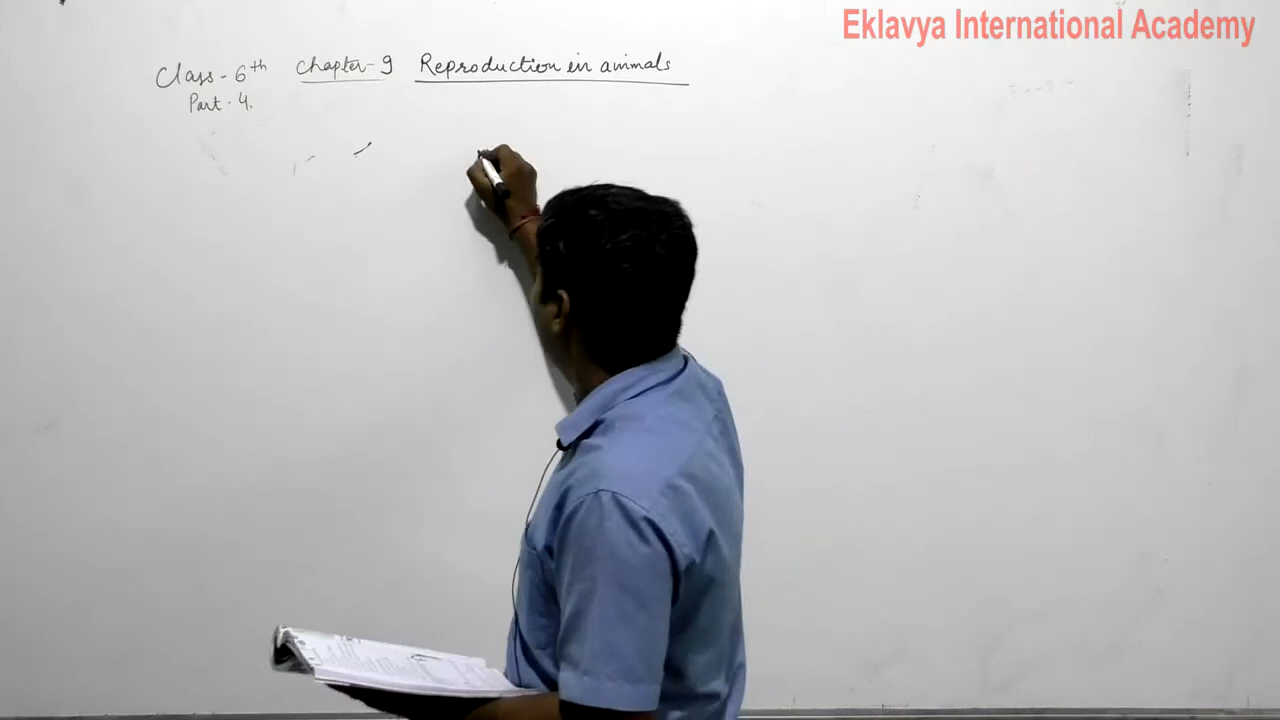 Eklavya International Academy
Class - 6th Chapter - 9 Reproduction in animals
Part - 4.